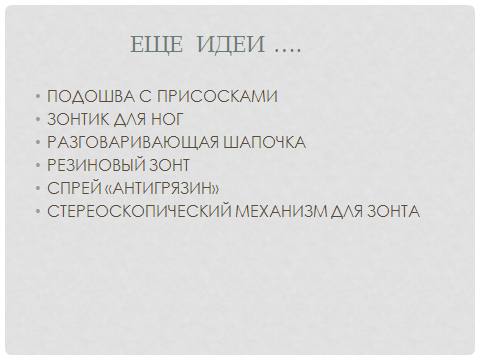 ЕЩЕ ИДЕИ ....
• ПОДОШВА С ПРИСОСКАМИ
• ЗОНТИК ДЛЯ НОГ
• РАЗГОВАРИВАЮЩАЯ ШАПОЧКА
• РЕЗИНОВЫЙ ЗОНТ
• СПРЕЙ «АНТИГРЯЗИН»
• СТЕРЕОСКОПИЧЕСКИЙ МЕХАНИЗМ ДЛЯ ЗОНТА